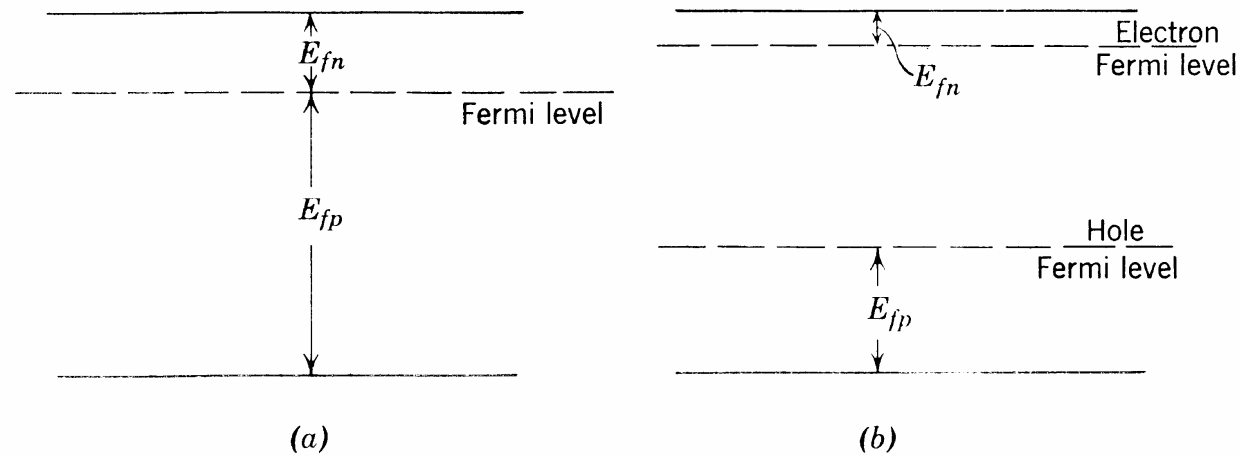 E_fn
Fermi level
E_fp
(a)
Electron
Fermi level
E_fn
Hole
Fermi level
E_fp
(b)